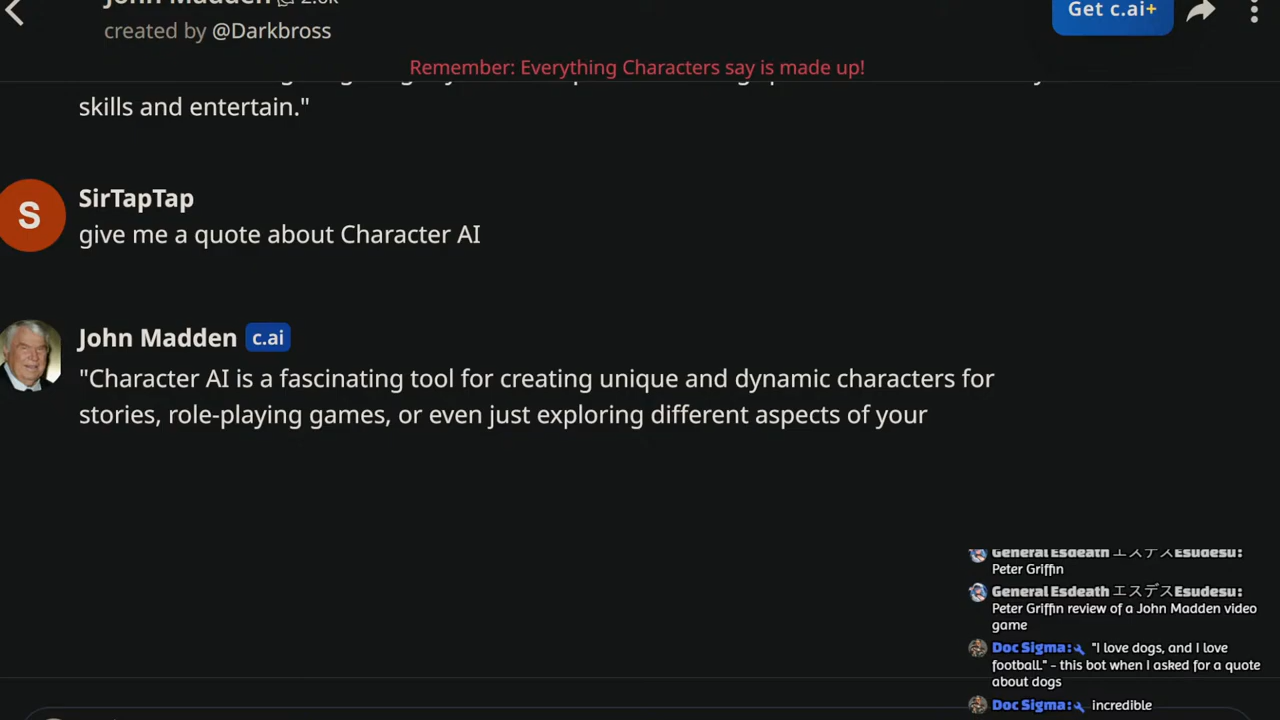 John Madden 2.6k
created by @Darkbross
Get c.ai+
Remember: Everything Characters say is made up!
skills and entertain."
S
SirTapTap
give me a quote about Character AI
John Madden c.ai
"Character AI is a fascinating tool for creating unique and dynamic characters for
stories, role-playing games, or even just exploring different aspects of your
General Esdeath エスデスEsudesu:
Peter Griffin
General Esdeath エスデスEsudesu:
Peter Griffin review of a John Madden video
game
Doc Sigma: "I love dogs, and I love
football." - this bot when I asked for a quote
about dogs
Doc Sigma: incredible